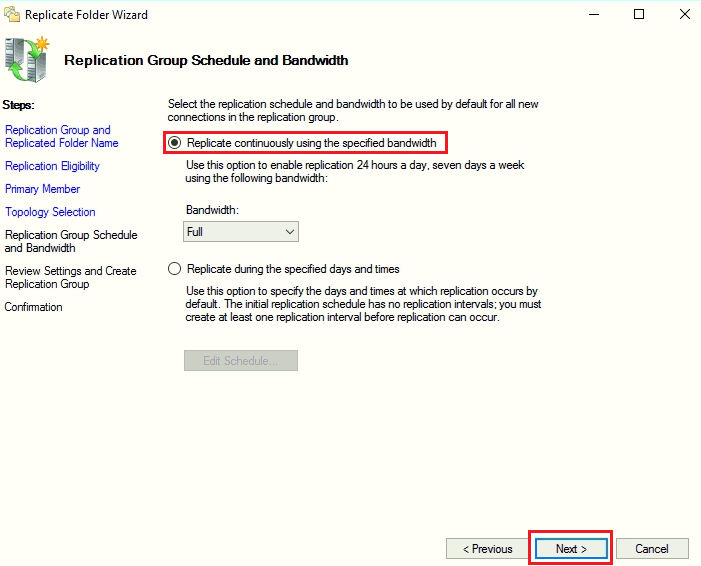 Replicate Folder Wizard
Replication Group Schedule and Bandwidth
Steps:
Replication Group and
Replicated Folder Name
Replication Eligibility
Primary Member
Topology Selection
Replication Group Schedule
and Bandwidth
Review Settings and Create
Replication Group
Confirmation
Select the replication schedule and bandwidth to be used by default for all new
connections in the replication group.
Replicate continuously using the specified bandwidth
Use this option to enable replication 24 hours a day, seven days a week
using the following bandwidth:
Bandwidth:
Full
Replicate during the specified days and times
Use this option to specify the days and times at which replication occurs by
default. The initial replication schedule has no replication intervals; you must
create at least one replication interval before replication can occur.
Edit Schedule...
< Previous
Next >
Cancel